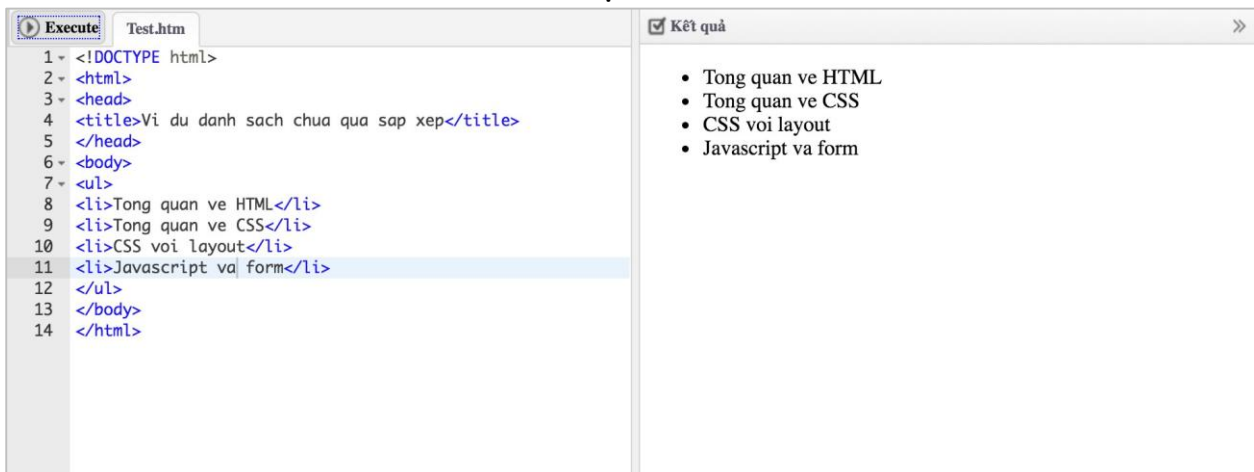 Execute Test.htm
1 <!DOCTYPE html>
2 <html>
3 <head>
4 <title>Vi du danh sach chua qua sap xep</title>
5 </head>
6 <body>
7 <ul>
8 <li>Tong quan ve HTML</li>
9 <li>Tong quan ve CSS</li>
10 <li>CSS voi layout</li>
11 <li>Javascript va form</li>
12 </ul>
13 </body>
14 </html>
Kết quả »
• Tong quan ve HTML
• Tong quan ve CSS
• CSS voi layout
• Javascript va form